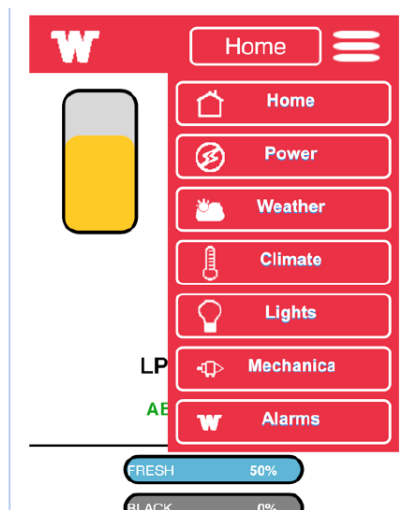 W Home
Home
Power
Weather
Climate
Lights
LP
Mechanica
AE
W Alarms
FRESH 50%
BLACK 0%